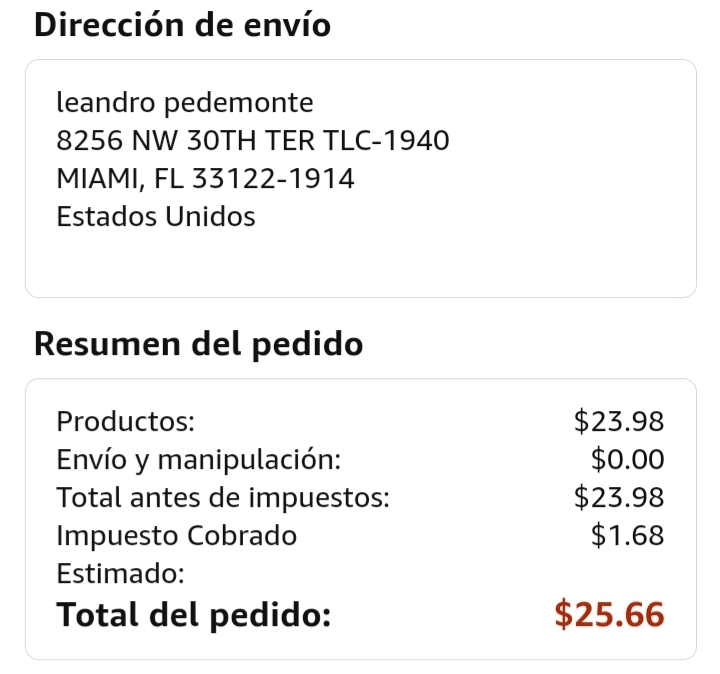 Dirección de envío
leandro pedemonte
8256 NW 30TH TER TLC-1940
MIAMI, FL 33122-1914
Estados Unidos
Resumen del pedido
Productos: $23.98
Envío y manipulación: $0.00
Total antes de impuestos: $23.98
Impuesto Cobrado $1.68
Estimado:
Total del pedido: $25.66